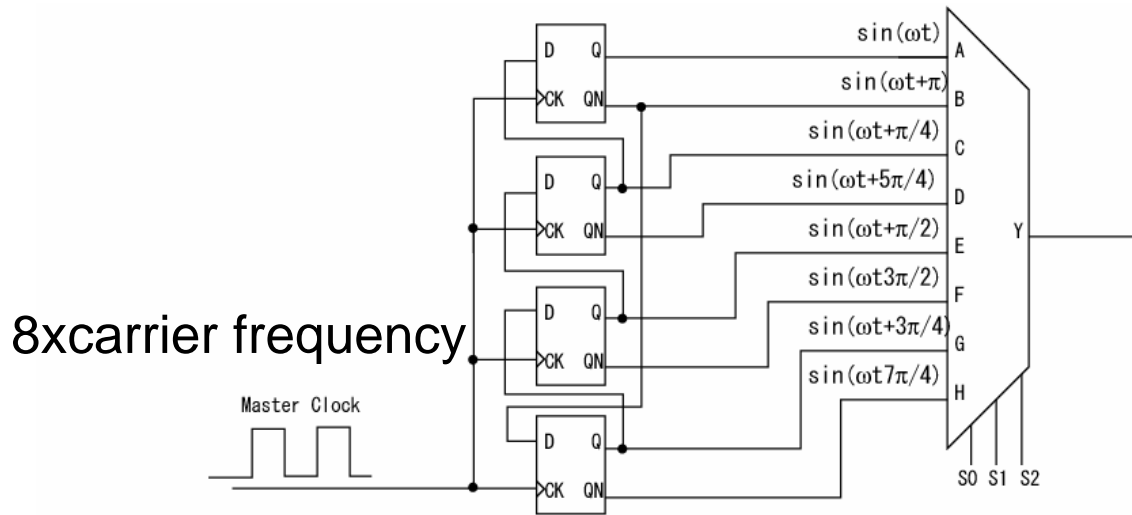 D Q
CK QN
D Q
CK QN
D Q
CK QN
D Q
CK QN
sin(ωt)
sin(ωt+π)
sin(ωt+π/4)
sin(ωt+5π/4)
sin(ωt+π/2)
sin(ωt3π/2)
sin(ωt+3π/4)
sin(ωt7π/4)
A
B
C
D
E
F
G
H
Y
S0 S1 S2
8xcarrier frequency
Master Clock